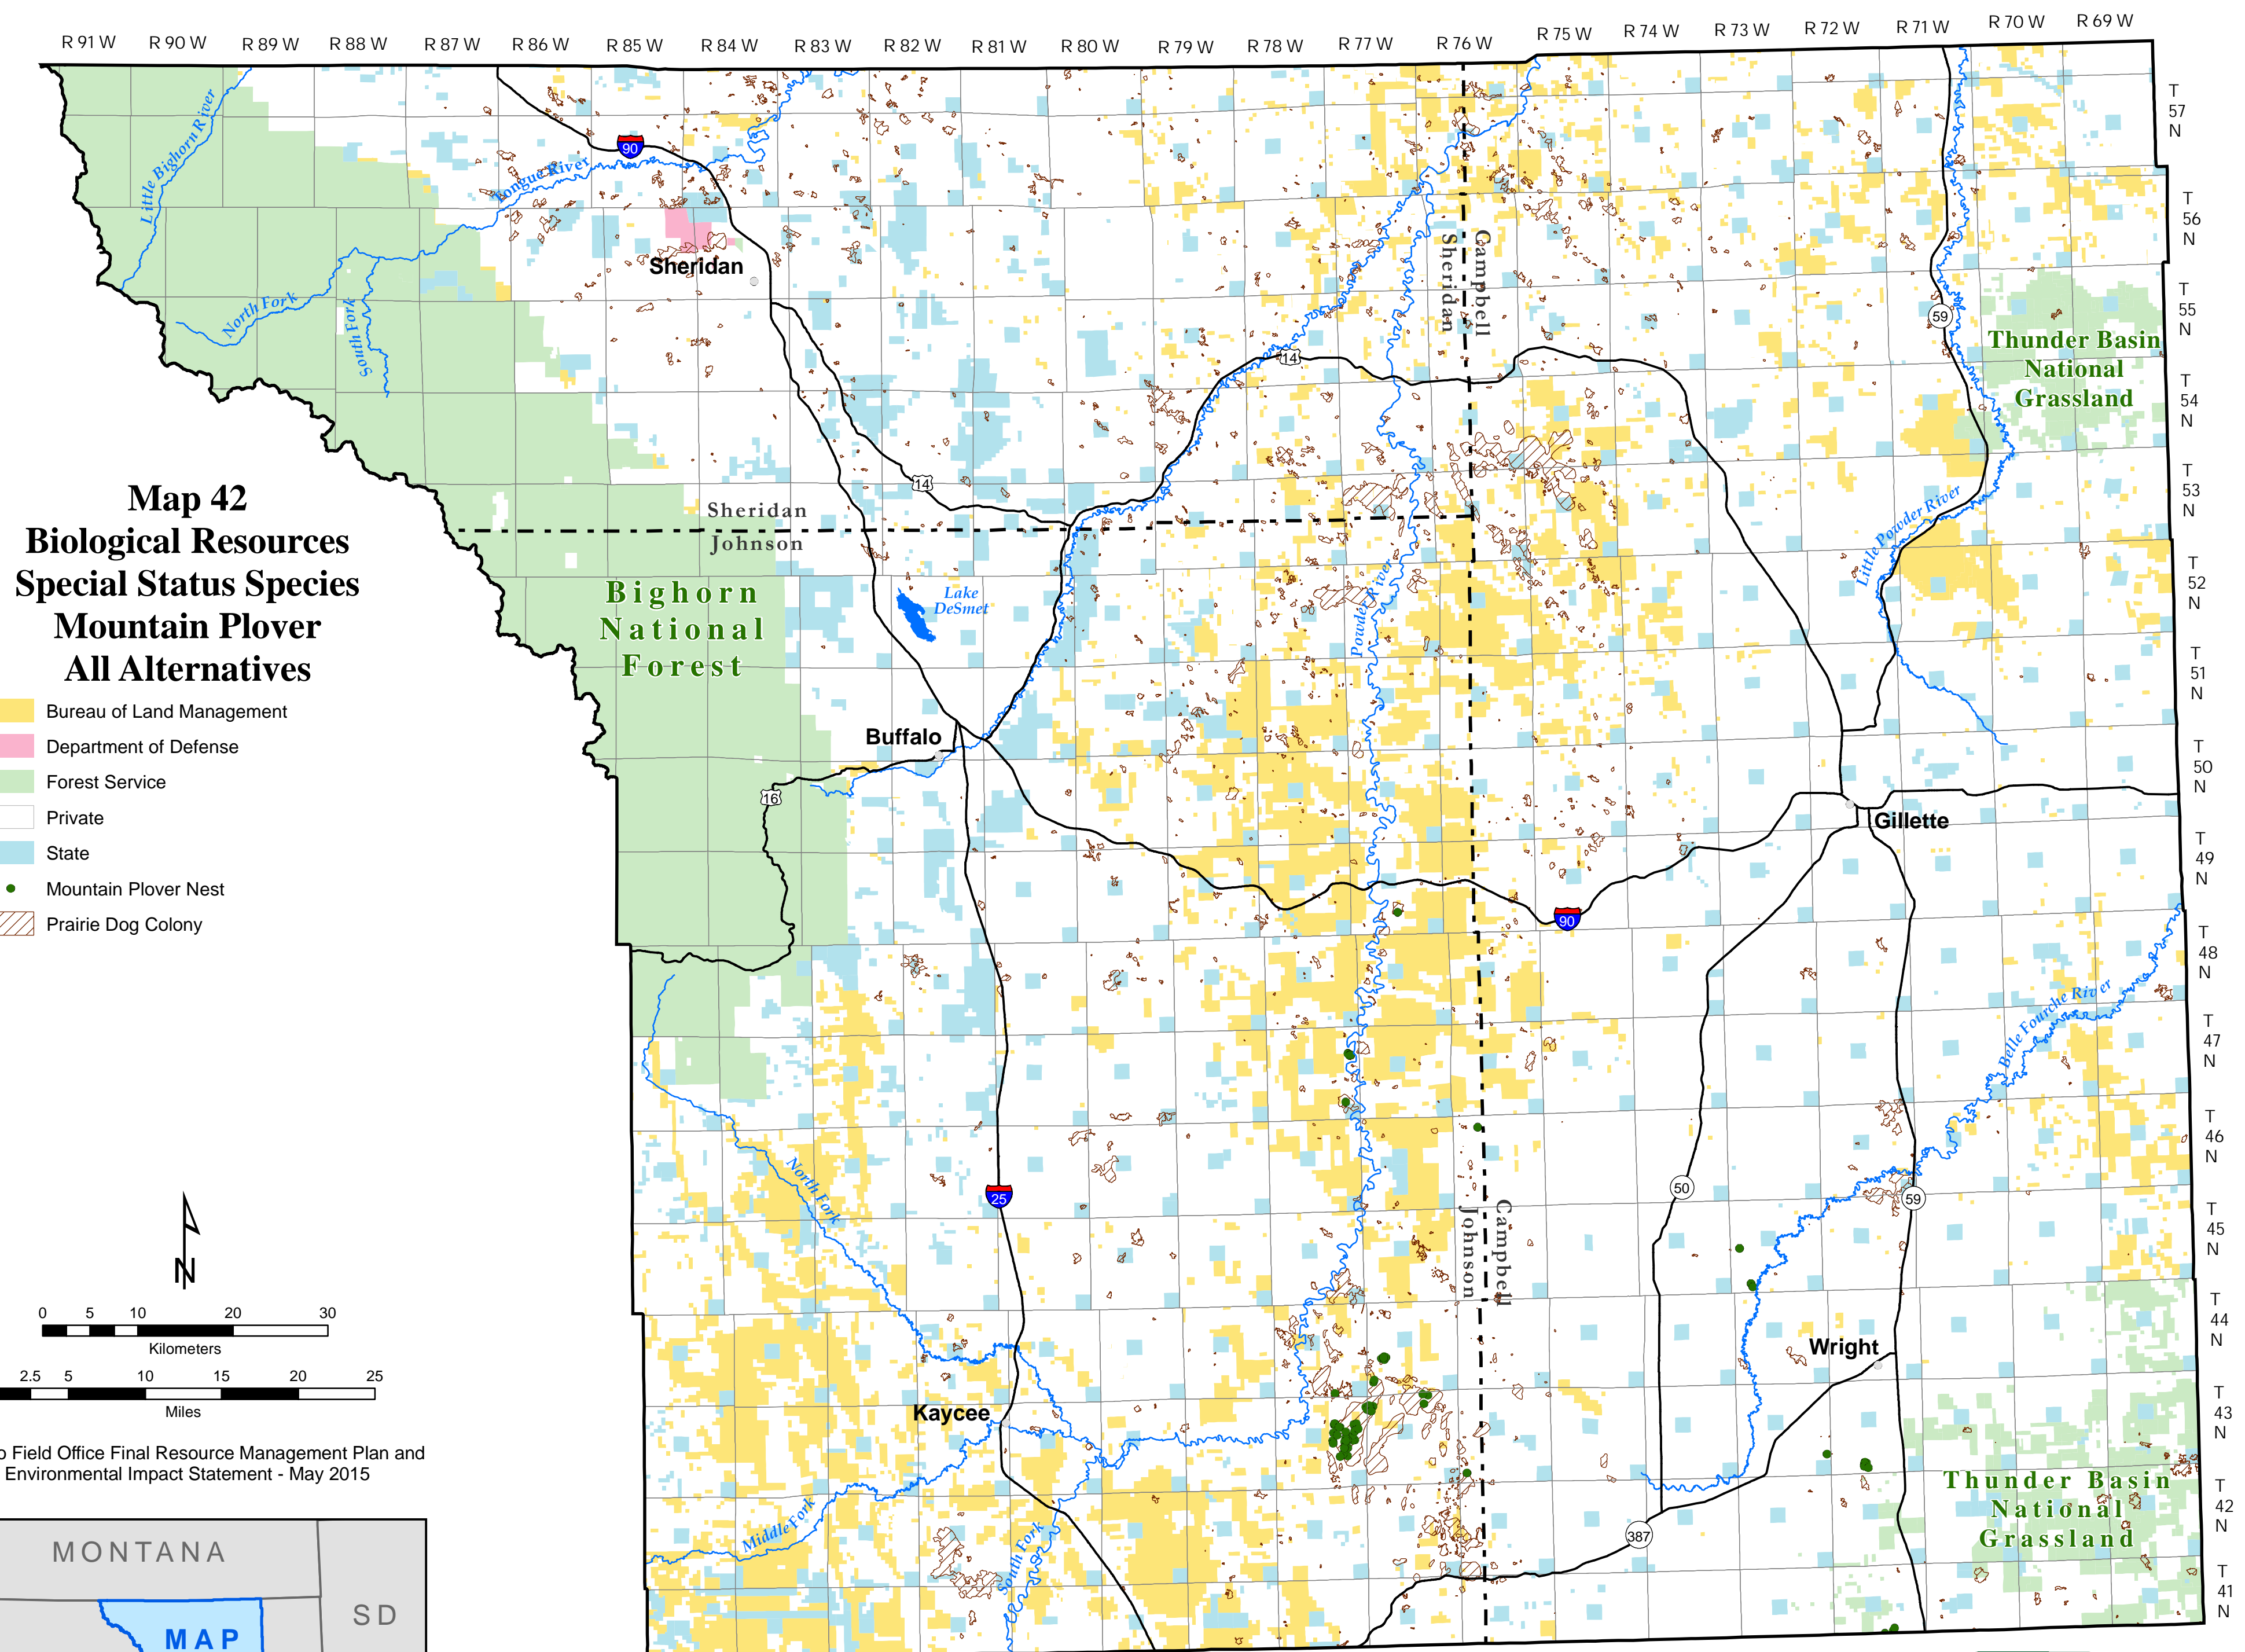 R 91 W R 90 W R 89 W R 88 W R 87 W R 86 W R 85 W R 84 W R 83 W R 82 W R 81 W R 80 W R 79 W R 78 W R 77 W R 76 W R 75 W R 74 W R 73 W R 72 W R 71 W R 70 W R 69 W
T
57
N
Little Bighorn River
90
Tongue River
T
56
N
Sheridan
Sheridan
Campbell
North Fork
South Fork
T
55
N
59
14
Thunder Basin
National
Grassland
T
54
N
14
T
53
N
Map 42
Biological Resources
Special Status Species
Mountain Plover
All Alternatives
Sheridan
Johnson
Little Powder River
Bighorn
National
Forest
Lake
DeSmet
Powder River
T
52
N
T
51
N
Bureau of Land Management
Department of Defense
Forest Service
Private
State
Mountain Plover Nest
Prairie Dog Colony
Buffalo
16
T
50
N
Gillette
T
49
N
90
T
48
N
Belle Fourche River
T
47
N
T
46
N
North Fork
25
50
59
Johnson
Campbell
T
45
N
N
0 5 10 20 30
Kilometers
2.5 5 10 15 20 25
Miles
T
44
N
Wright
Kaycee
T
43
N
o Field Office Final Resource Management Plan and
Environmental Impact Statement - May 2015
Thunder Basin
National
Grassland
T
42
N
Middle Fork
South Fork
387
T
41
N
MONTANA
SD
MAP